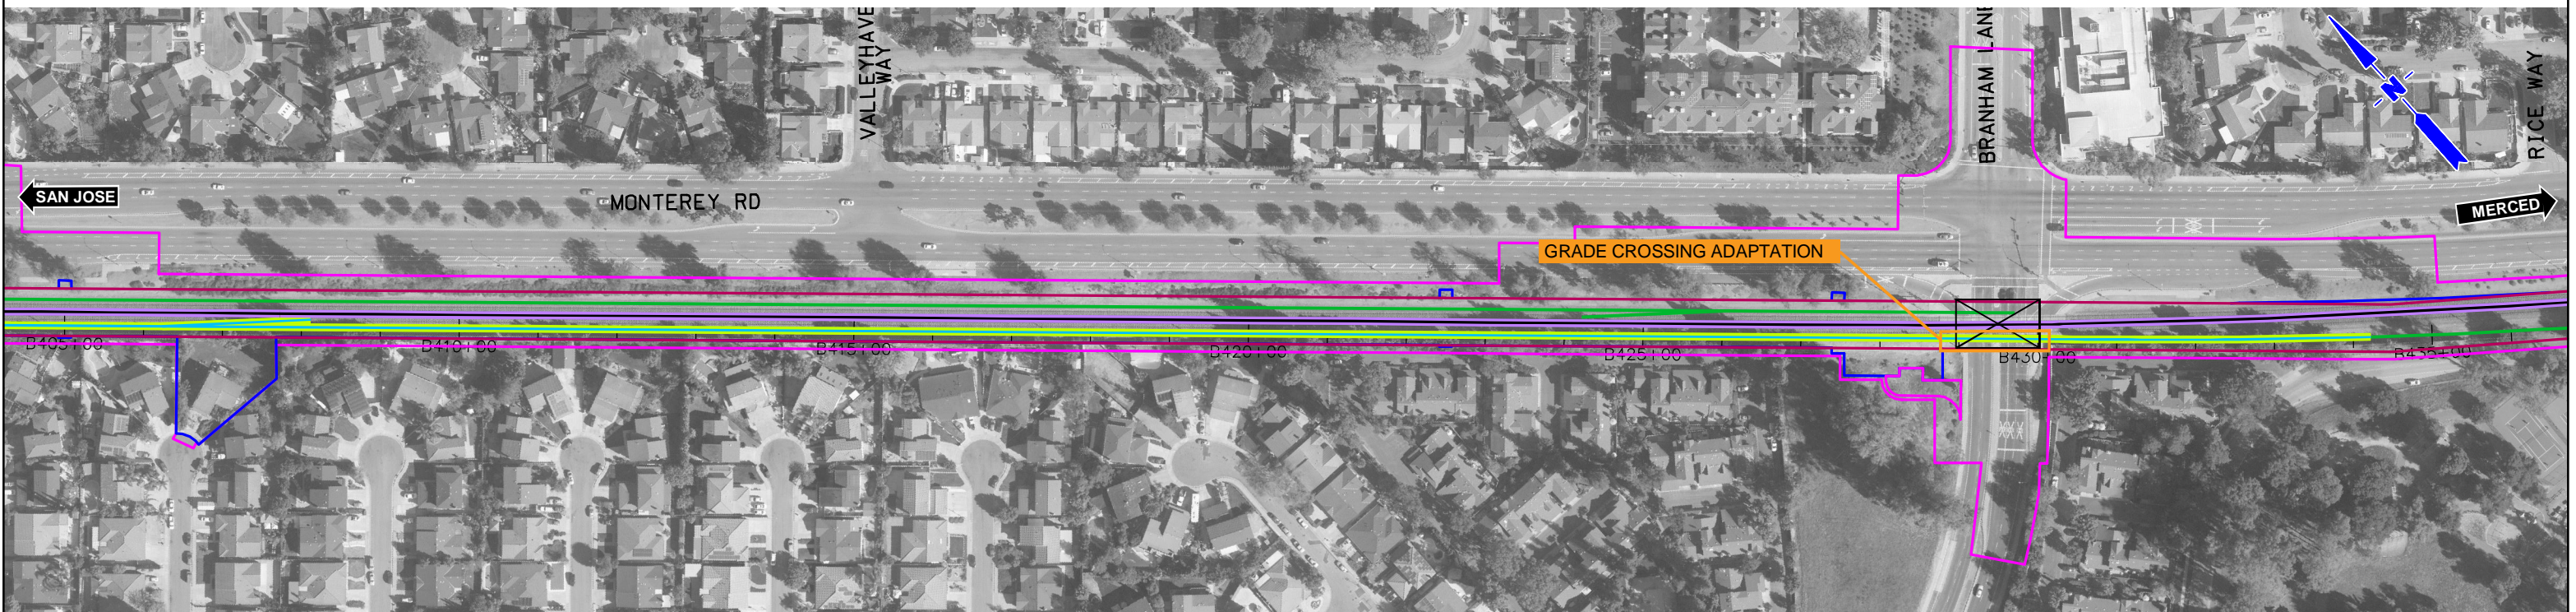 VALLEYHAVE
WAY
BRANHAM LANE
RICE WAY
N
SAN JOSE
MONTEREY RD
MERCED
GRADE CROSSING ADAPTATION
B405+00
B410+00
B415+00
B420+00
B425+00
B430+00
B435+00